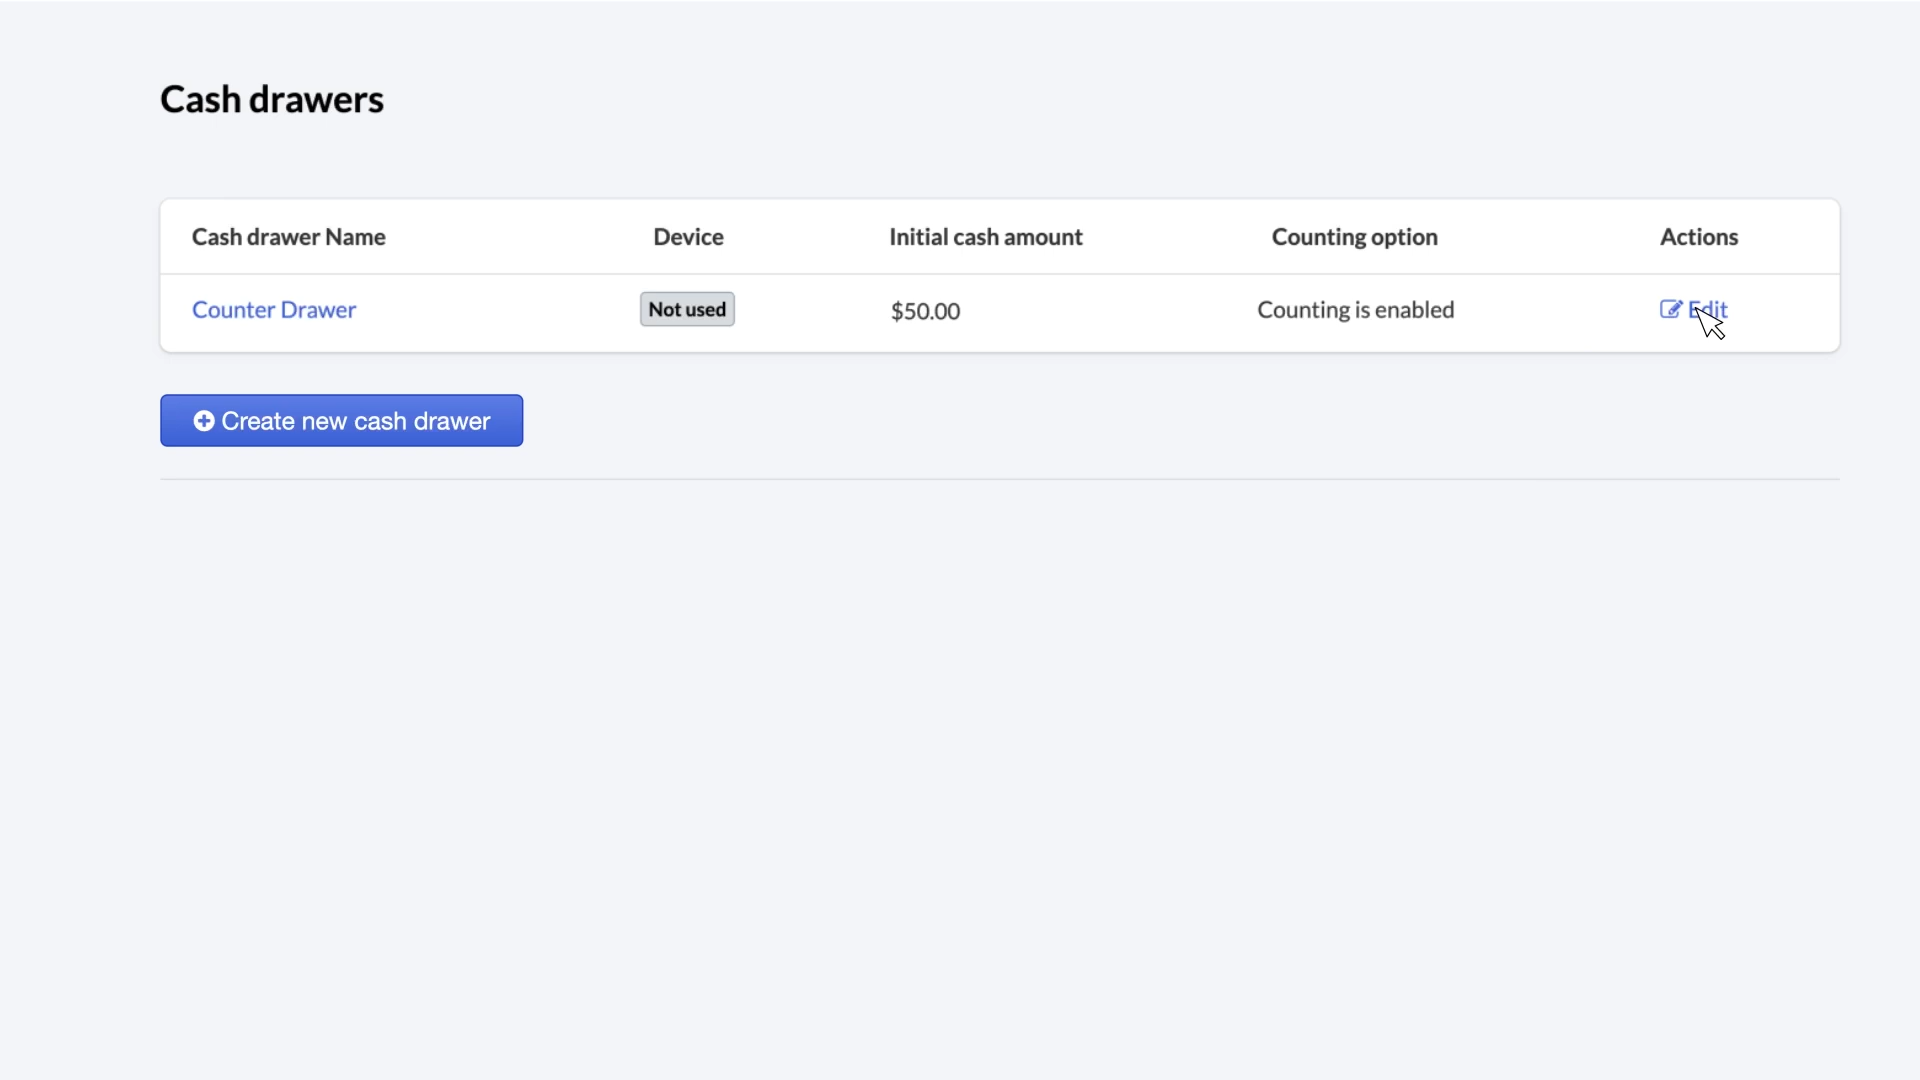 Cash drawers
Cash drawer Name Device Initial cash amount Counting option Actions
Counter Drawer Not used $50.00 Counting is enabled Edit
Create new cash drawer